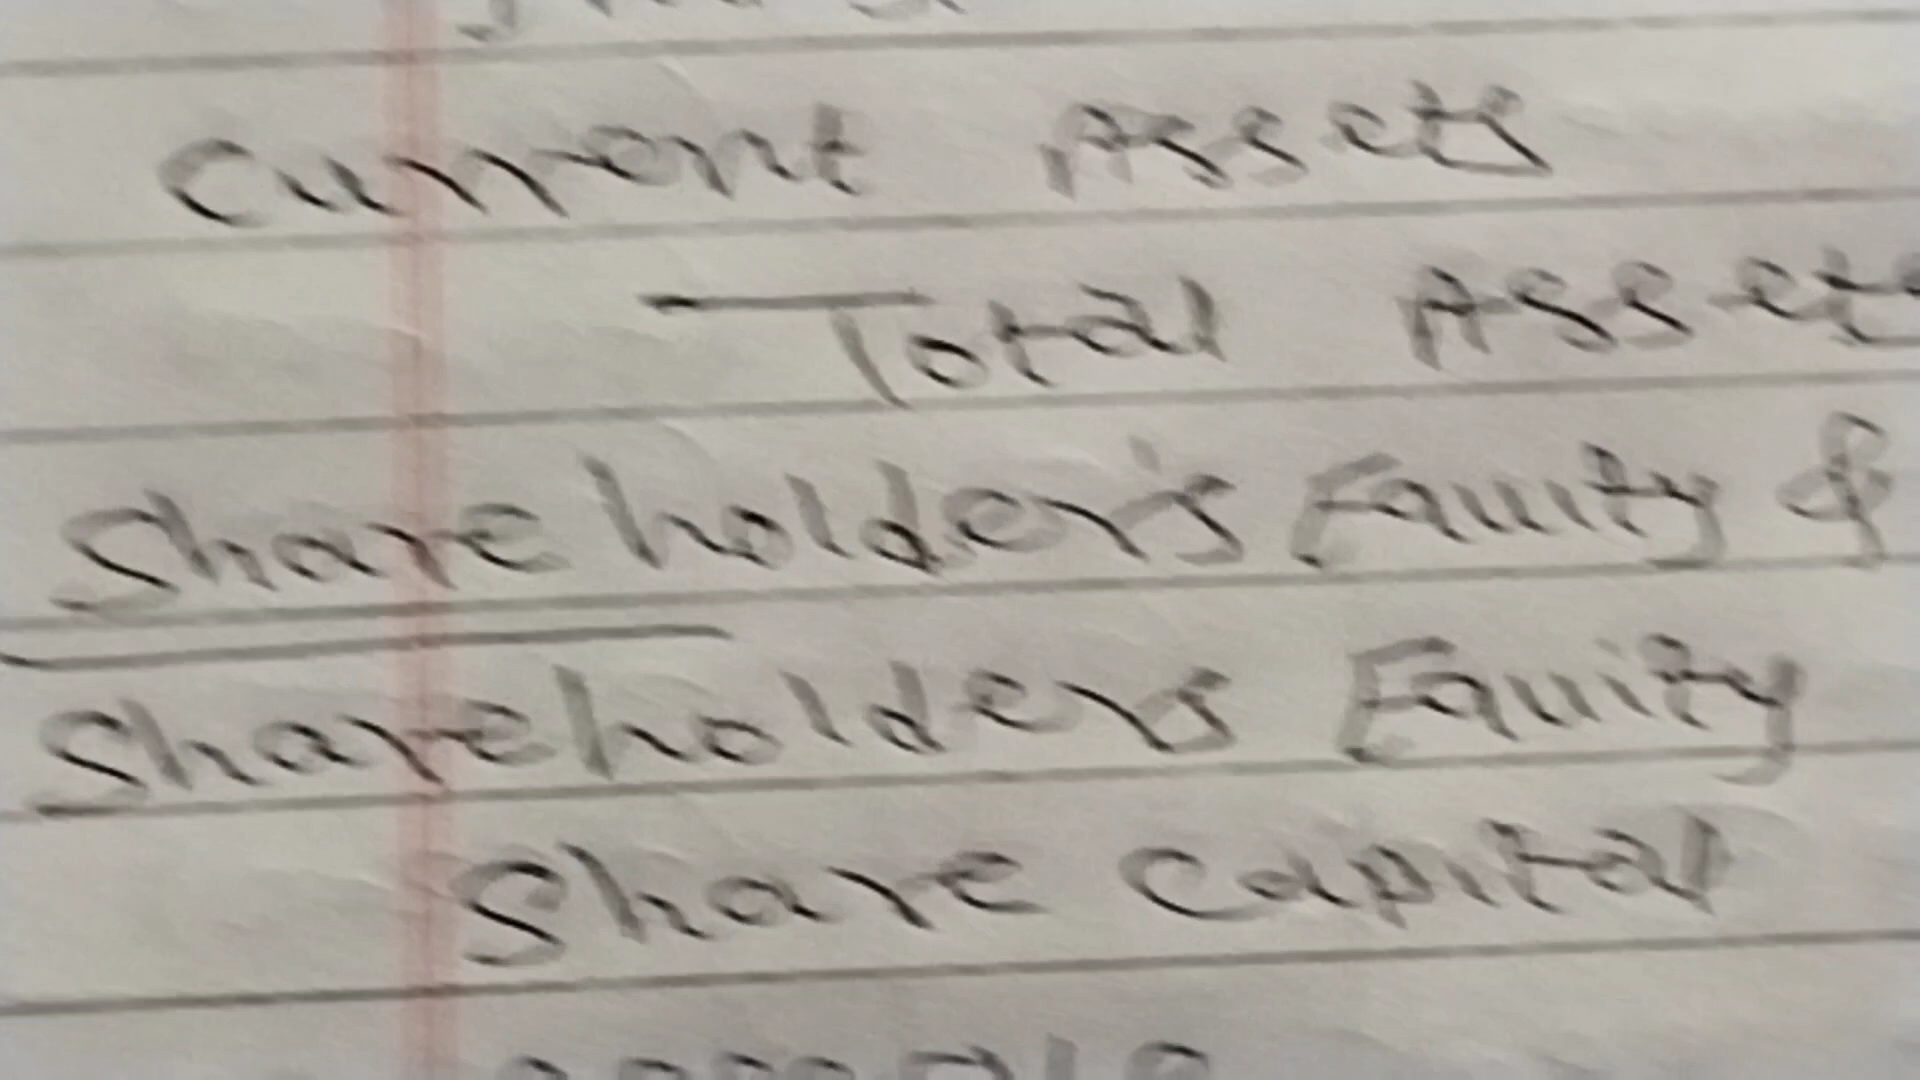 Current Assets
Total Assets
Shareholder's Equity &
Shareholders Equity
Share Capital